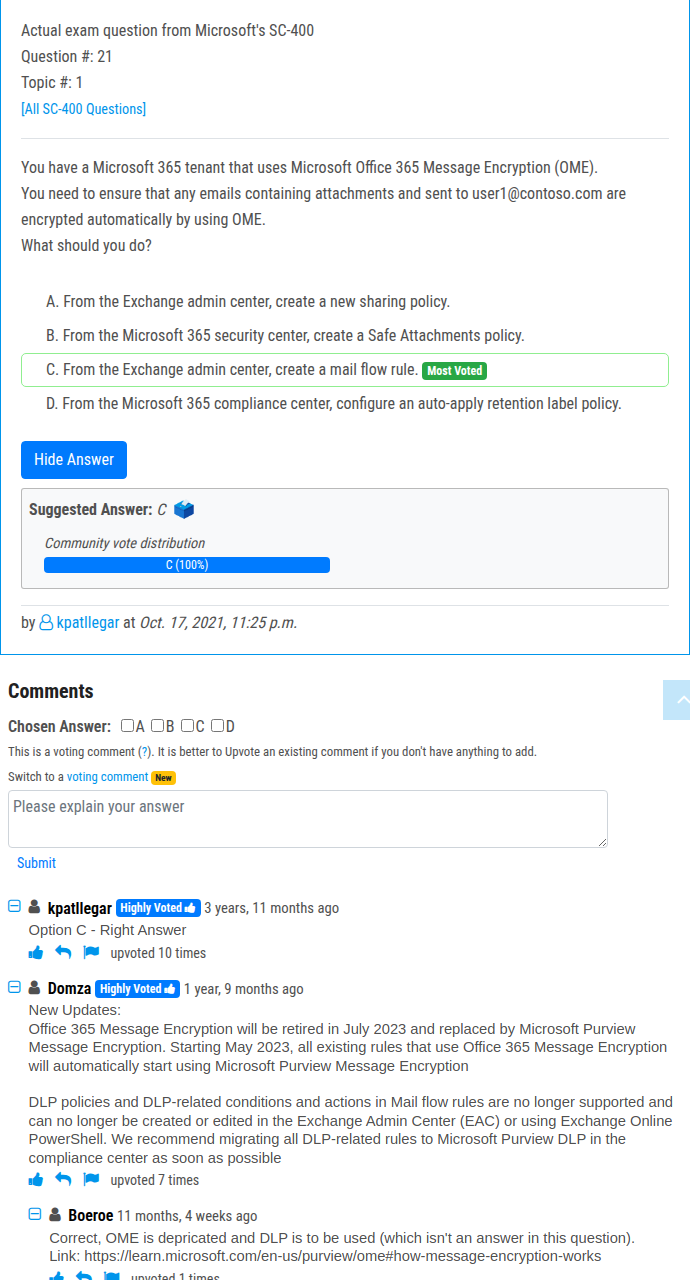 Actual exam question from Microsoft's SC-400
Question #: 21
Topic #: 1
[All SC-400 Questions]
You have a Microsoft 365 tenant that uses Microsoft Office 365 Message Encryption (OME).
You need to ensure that any emails containing attachments and sent to user1@contoso.com are
encrypted automatically by using OME.
What should you do?
A. From the Exchange admin center, create a new sharing policy.
B. From the Microsoft 365 security center, create a Safe Attachments policy.
C. From the Exchange admin center, create a mail flow rule. Most Voted
D. From the Microsoft 365 compliance center, configure an auto-apply retention label policy.
Hide Answer
Suggested Answer: C
Community vote distribution
C (100%)
by kpatllegar at Oct. 17, 2021, 11:25 p.m.
Comments
Chosen Answer: A B C D
This is a voting comment (?). It is better to Upvote an existing comment if you don't have anything to add.
Switch to a voting comment New
Please explain your answer
Submit
kpatllegar Highly Voted 3 years, 11 months ago
Option C - Right Answer
upvoted 10 times
Domza Highly Voted 1 year, 9 months ago
New Updates:
Office 365 Message Encryption will be retired in July 2023 and replaced by Microsoft Purview
Message Encryption. Starting May 2023, all existing rules that use Office 365 Message Encryption
will automatically start using Microsoft Purview Message Encryption
DLP policies and DLP-related conditions and actions in Mail flow rules are no longer supported and
can no longer be created or edited in the Exchange Admin Center (EAC) or using Exchange Online
PowerShell. We recommend migrating all DLP-related rules to Microsoft Purview DLP in the
compliance center as soon as possible
upvoted 7 times
Boeroe 11 months, 4 weeks ago
Correct, OME is depricated and DLP is to be used (which isn't an answer in this question).
Link: https://learn.microsoft.com/en-us/purview/ome#how-message-encryption-works
upvoted 1 times